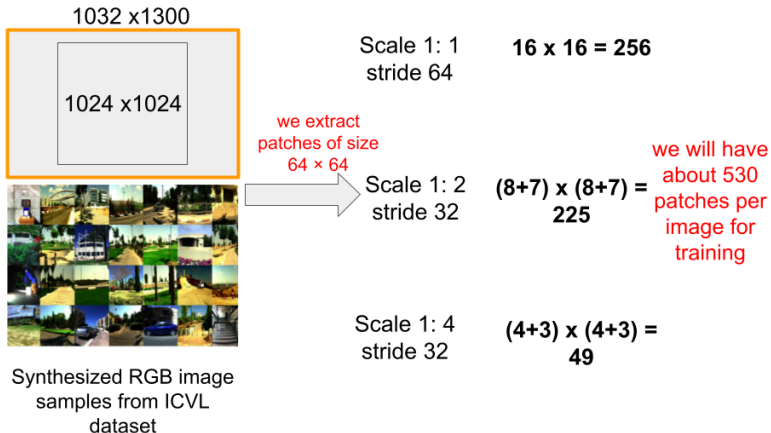 1032 x1300
1024 x1024
Synthesized RGB image
samples from ICVL
dataset
we extract
patches of size
64 × 64
Scale 1: 1
stride 64
16 x 16 = 256
Scale 1: 2
stride 32
(8+7) x (8+7) =
225
Scale 1: 4
stride 32
(4+3) x (4+3) =
49
we will have
about 530
patches per
image for
training